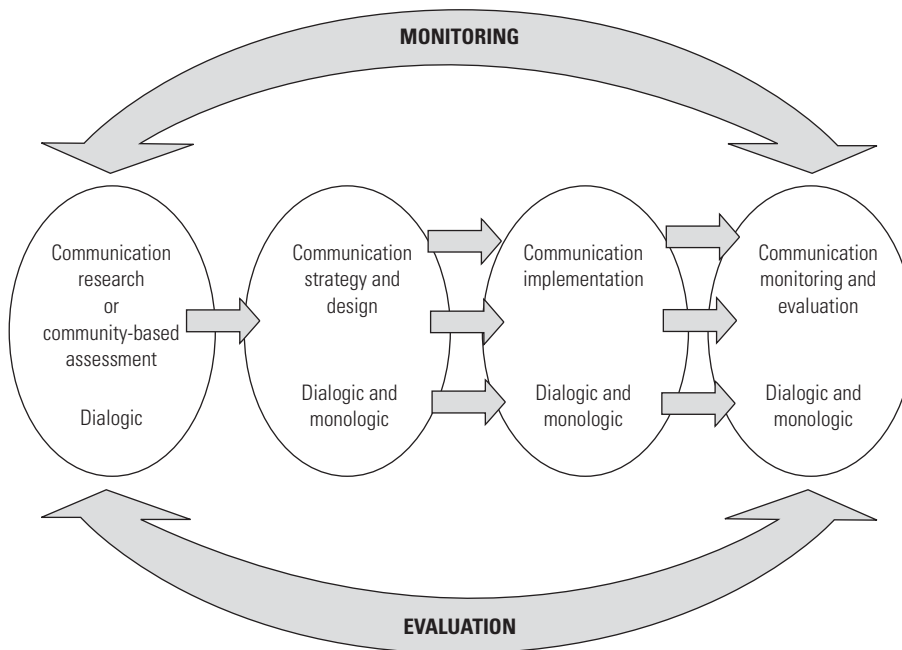 MONITORING
Communication
research
or
community-based
assessment
Dialogic
Communication
strategy and
design
Dialogic and
monologic
Communication
implementation
Dialogic and
monologic
Communication
monitoring and
evaluation
Dialogic and
monologic
EVALUATION